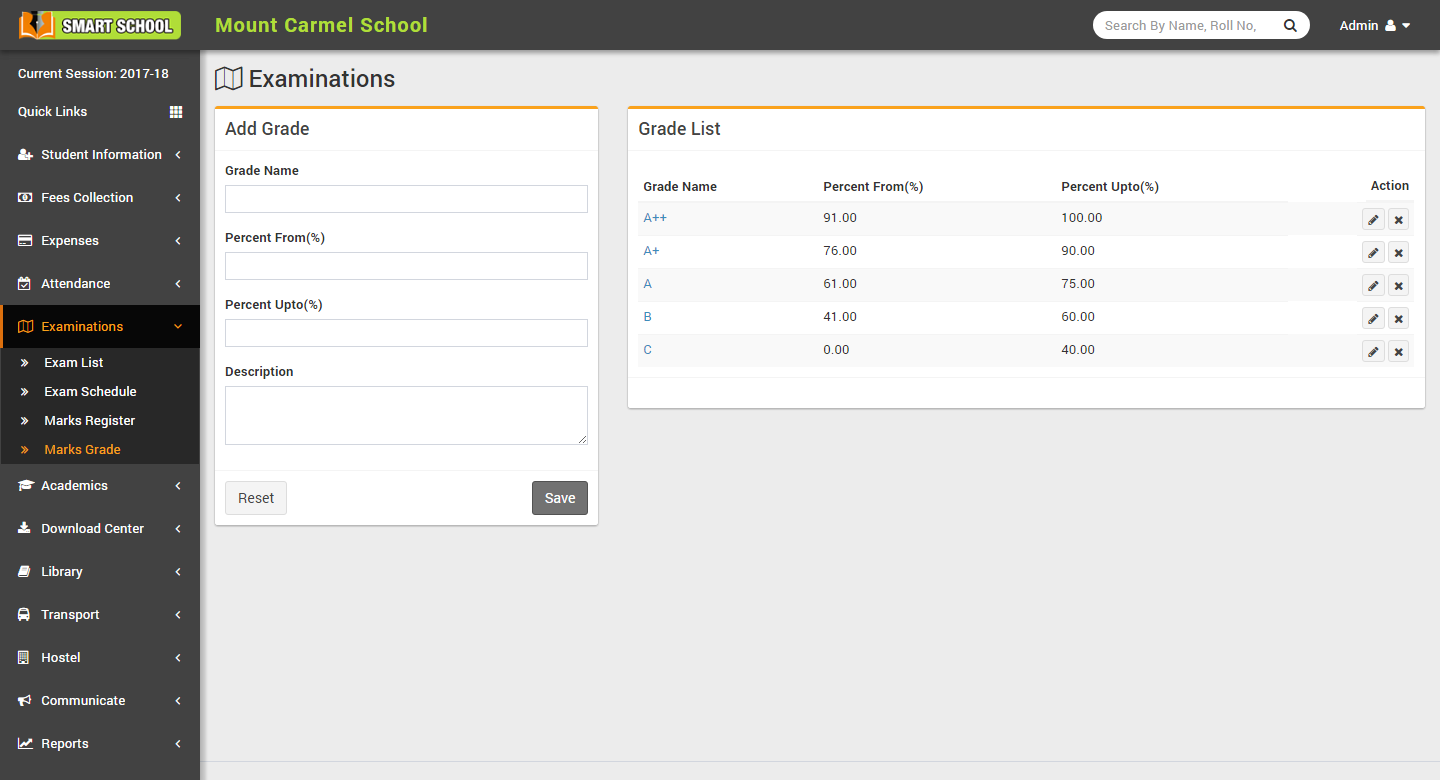 SMART SCHOOL
Mount Carmel School
Search By Name, Roll No,
Admin
Current Session: 2017-18
Quick Links
Student Information
Fees Collection
Expenses
Attendance
Examinations
Exam List
Exam Schedule
Marks Register
Marks Grade
Academics
Download Center
Library
Transport
Hostel
Communicate
Reports
Examinations
Add Grade
Grade Name
Percent From(%)
Percent Upto(%)
Description
Reset Save
Grade List
Grade Name Percent From(%) Percent Upto(%) Action
A++ 91.00 100.00
A+ 76.00 90.00
A 61.00 75.00
B 41.00 60.00
C 0.00 40.00